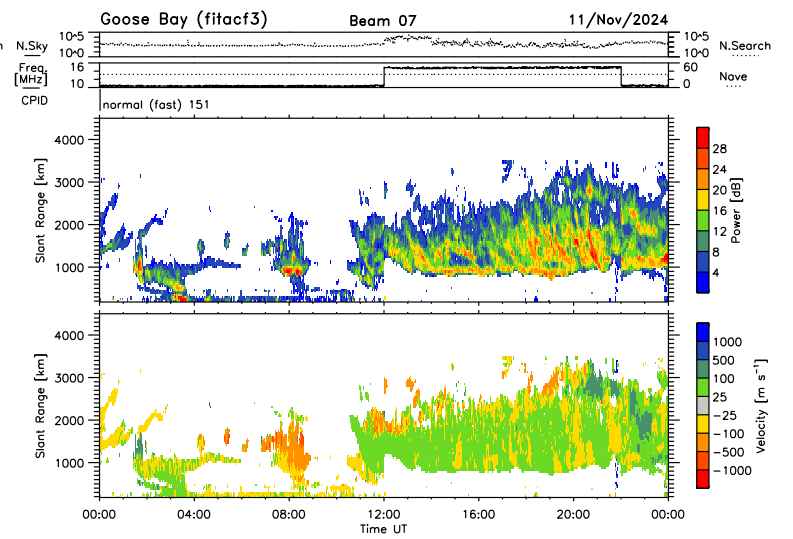 Goose Bay (fitacf3) Beam 07 11/Nov/2024
n N.Sky 10^5 10^0 10^5 10^0 N.Search
Freq. [MHz] 16 10 60 0 Nave
CPID normal (fast) 151
Slant Range [km] 4000 3000 2000 1000
28 24 20 16 12 8 4 Power [dB]
Slant Range [km] 4000 3000 2000 1000
1000 500 100 25 -25 -100 -500 -1000 Velocity [m s⁻¹]
00:00 04:00 08:00 12:00 16:00 20:00 00:00
Time UT